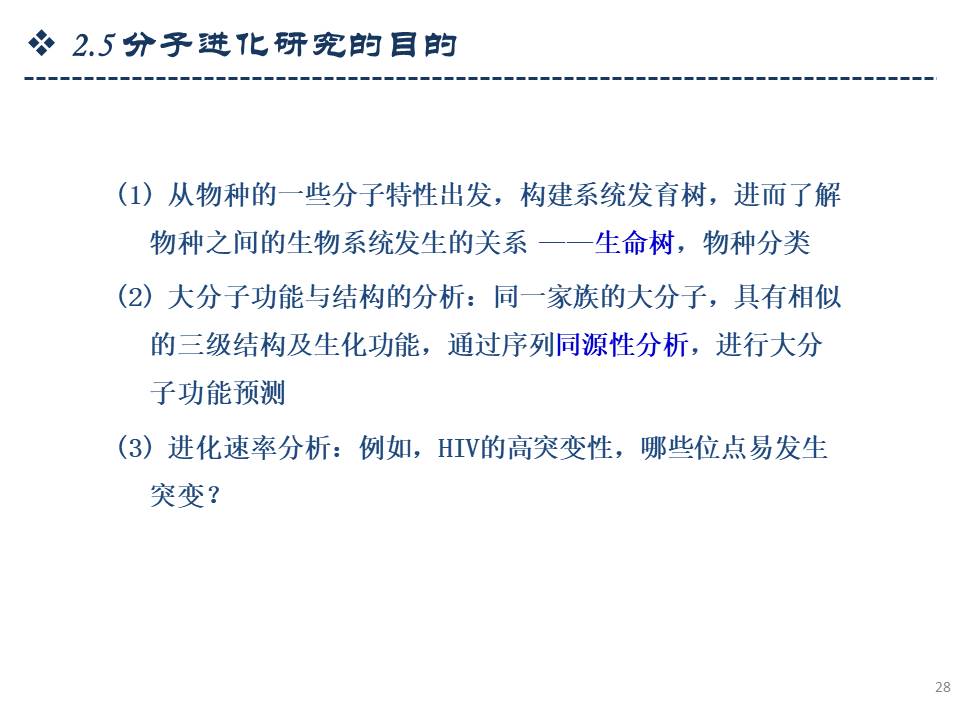 ❖ 2.5分子进化研究的目的
(1) 从物种的一些分子特性出发，构建系统发育树，进而了解
物种之间的生物系统发生的关系 ——生命树，物种分类
(2) 大分子功能与结构的分析：同一家族的大分子，具有相似
的三级结构及生化功能，通过序列同源性分析，进行大分
子功能预测
(3) 进化速率分析：例如，HIV的高突变性，哪些位点易发生
突变？
28